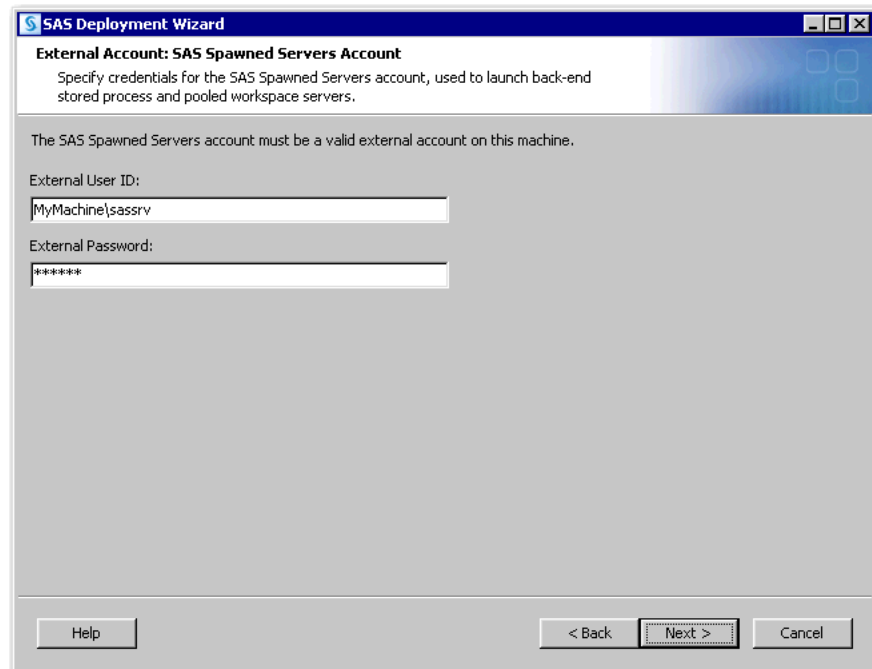 SAS Deployment Wizard
External Account: SAS Spawned Servers Account
Specify credentials for the SAS Spawned Servers account, used to launch back-end
stored process and pooled workspace servers.
The SAS Spawned Servers account must be a valid external account on this machine.
External User ID:
MyMachine\sassrv
External Password:
******
Help
< Back
Next >
Cancel